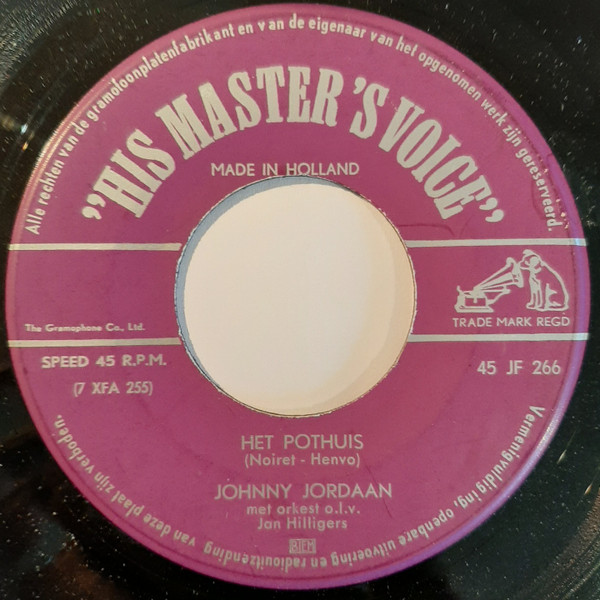 Alle rechten van de gramofoonplatenfabrikant en van de eigenaar van het opgenomen werk zijn gereserveerd.
"HIS MASTER'S VOICE"
MADE IN HOLLAND
TRADE MARK REGD
The Gramophone Co., Ltd.
SPEED 45 R.P.M.
(7 XFA 255)
45 JF 266
HET POTHUIS
(Noiret - Henvo)
JOHNNY JORDAAN
met orkest o.l.v.
Jan Hilligers
BIEM
Vermenigvuldiging, openbare uitvoering en radiouitzending van deze plaat zijn verboden.